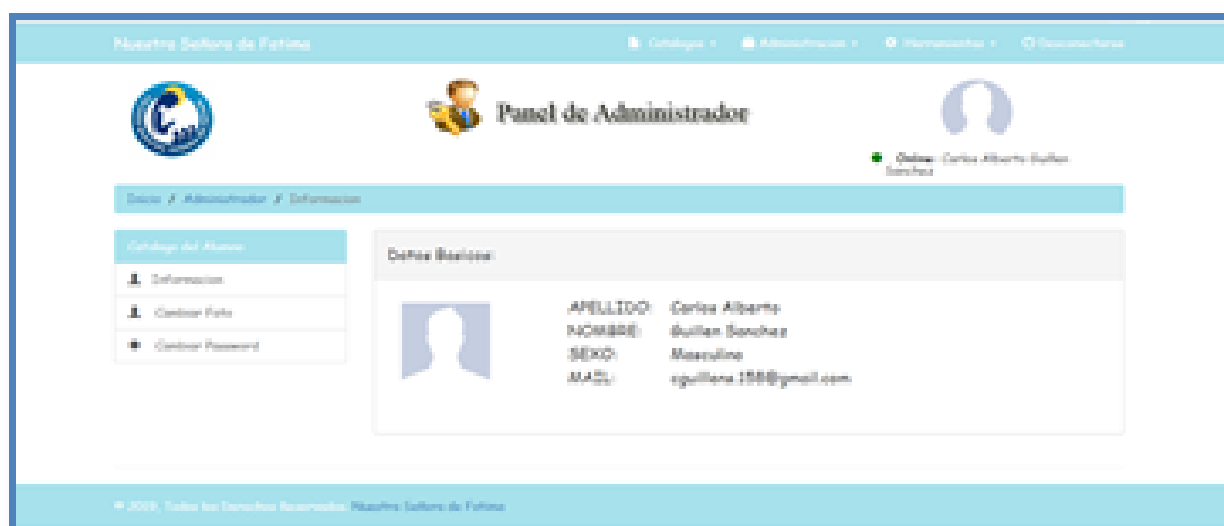 Nuestra Señora de Fatima
Catalogos Administracion Herramientas Desconectarse
Panel de Administrador
Online: Carlos Alberto Guillen
Sanchez
Inicio / Administrador / Informacion
Catalogo del Alumno
Informacion
Cambiar Foto
Cambiar Password
Datos Basicos:
APELLIDO: Carlos Alberto
NOMBRE: Guillen Sanchez
SEXO: Masculino
MAIL:
Todos los Derechos Reservados Nuestra Señora de Fatima